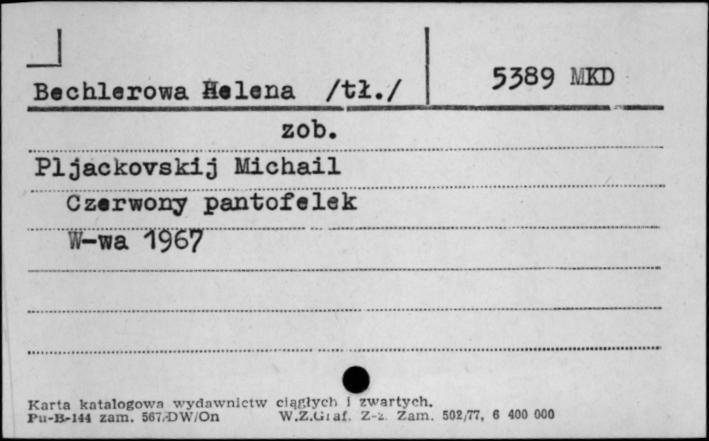 Bechlerowa Helena /tł./ 5389 MKD
zob.
Pljackovskij Michail
Czerwony pantofelek
W-wa 1967
Karta katalogowa wydawnictw ciągłych i zwartych.
Pu-B-144 zam. 567/DW/On W.Z.Graf. Z-z. Zam. 502/77, 6 400 000